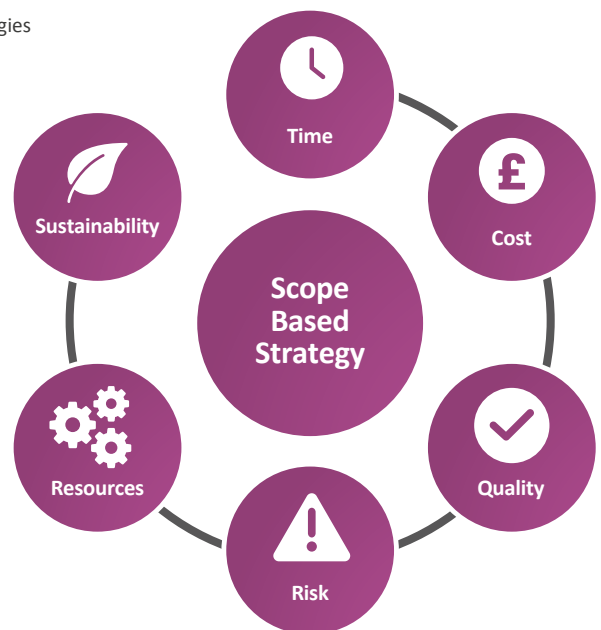 gies
Time
Cost
Quality
Risk
Resources
Sustainability
Scope
Based
Strategy
£